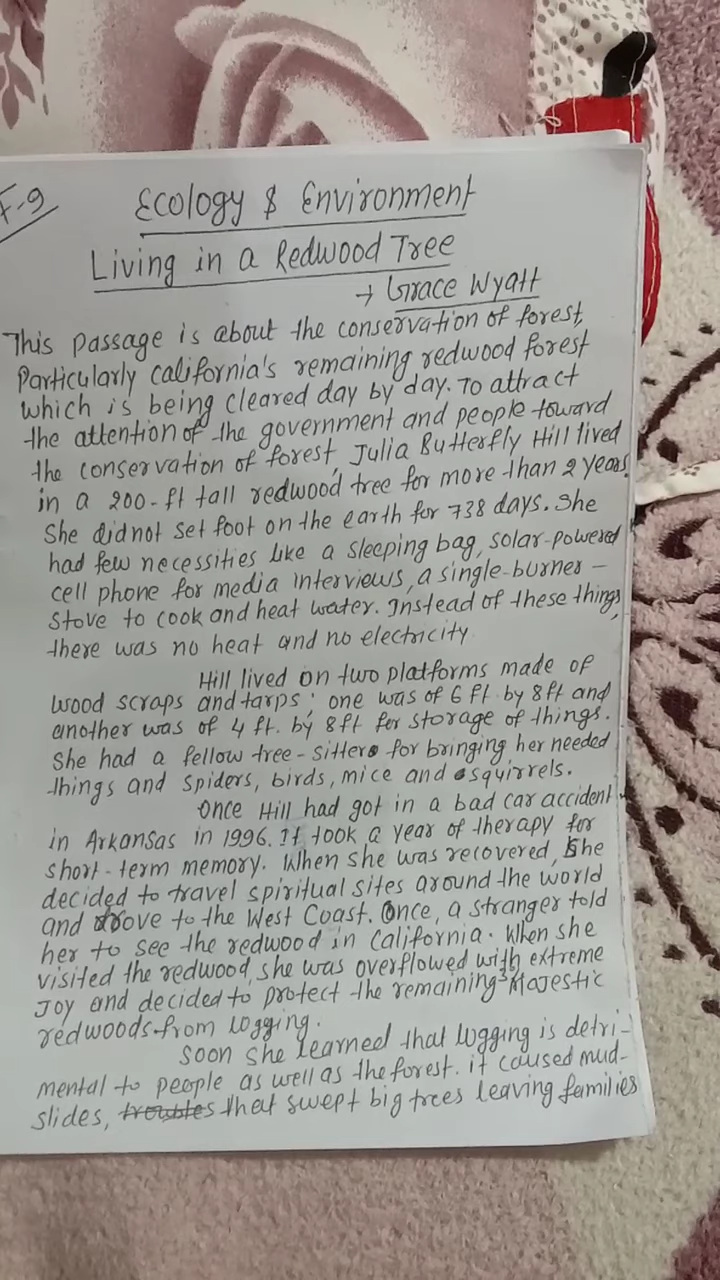 F-9
Ecology & Environment
Living in a Redwood Tree
→ Grace Wyatt
This passage is about the conservation of forest,
Particularly California's remaining redwood forest
which is being cleared day by day. To attract
the attention of the government and people toward
the conservation of forest, Julia Butterfly Hill lived
in a 200-ft tall redwood tree for more than 2 years.
She did not set foot on the earth for 738 days. She
had few necessities like a sleeping bag, solar-powered
cell phone for media interviews, a single-burner -
stove to cook and heat water. Instead of these things,
there was no heat and no electricity.
Hill lived on two platforms made of
wood scraps and tarps; one was of 6 ft by 8ft and
another was of 4 ft. by 8ft for storage of things.
She had a fellow tree-sitters for bringing her needed
things and spiders, birds, mice and squirrels.
Once Hill had got in a bad car accident
in Arkansas in 1996. It took a year of therapy for
short-term memory. When she was recovered, She
decided to travel spiritual sites around the world
and drove to the West Coast. Once, a stranger told
her to see the redwood in California. When she
visited the redwood, she was overflowed with extreme
Joy and decided to protect the remaining 3% Majestic
redwoods from logging.
Soon she learned that logging is detri-
mental to people as well as the forest. it caused mud-
slides, troubles that swept big trees leaving families